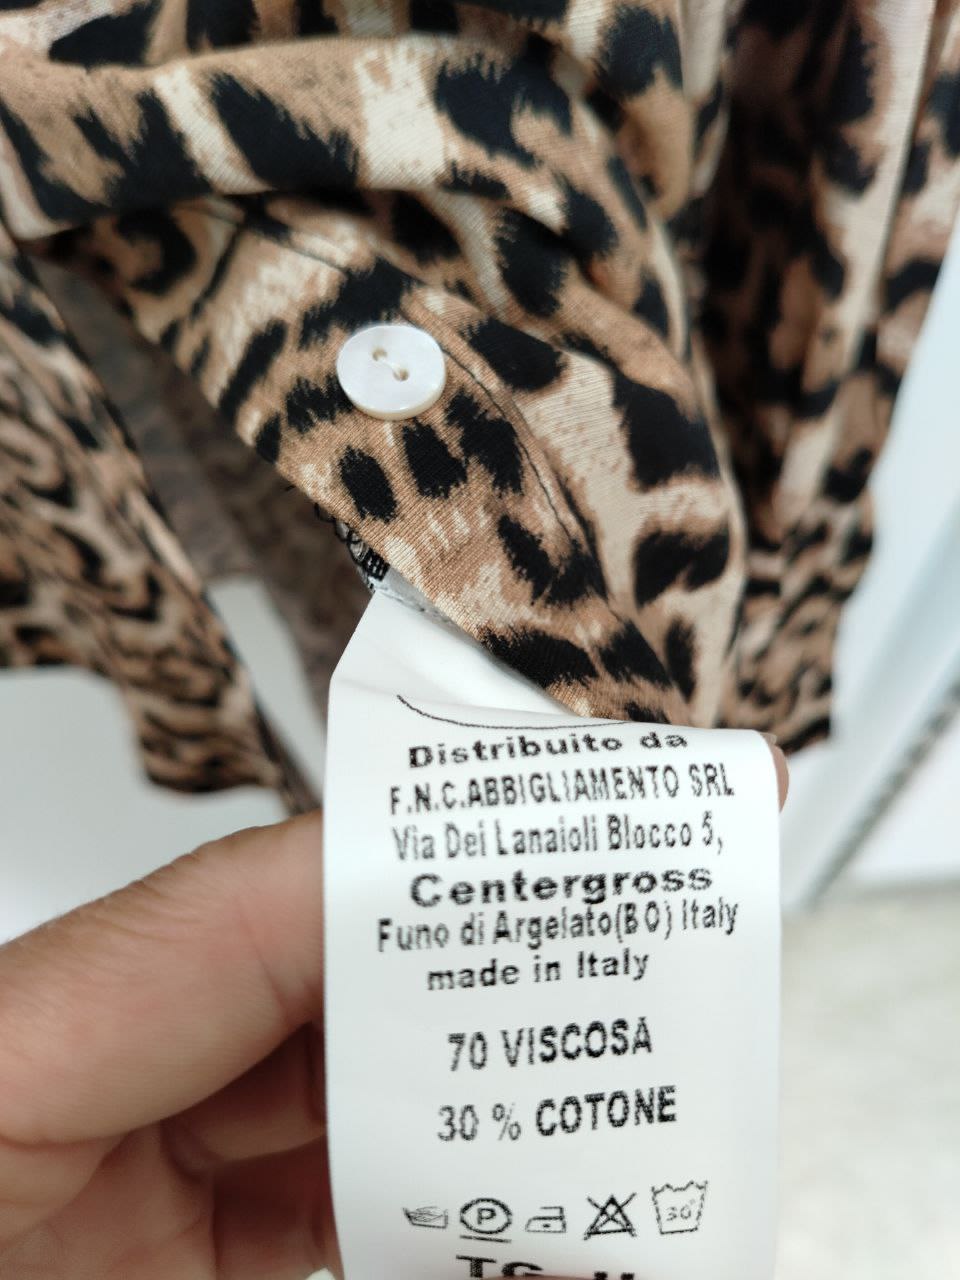 Distribuito da
F.N.C.ABBIGLIAMENTO SRL
Via Dei Lanaioli Blocco 5,
Centergross
Funo di Argelato(BO) Italy
made in Italy
70 VISCOSA
30 % COTONE
P 30°